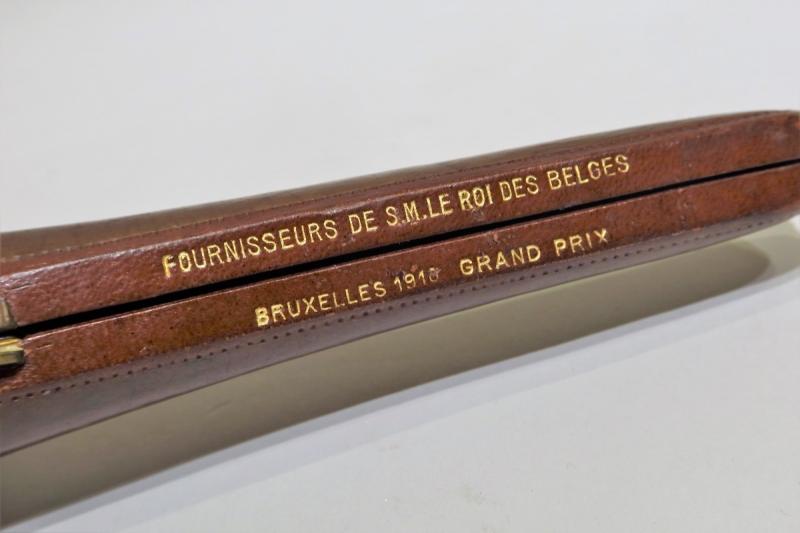 FOURNISSEURS DE S.M. LE ROI DES BELGES
BRUXELLES 1910 GRAND PRIX